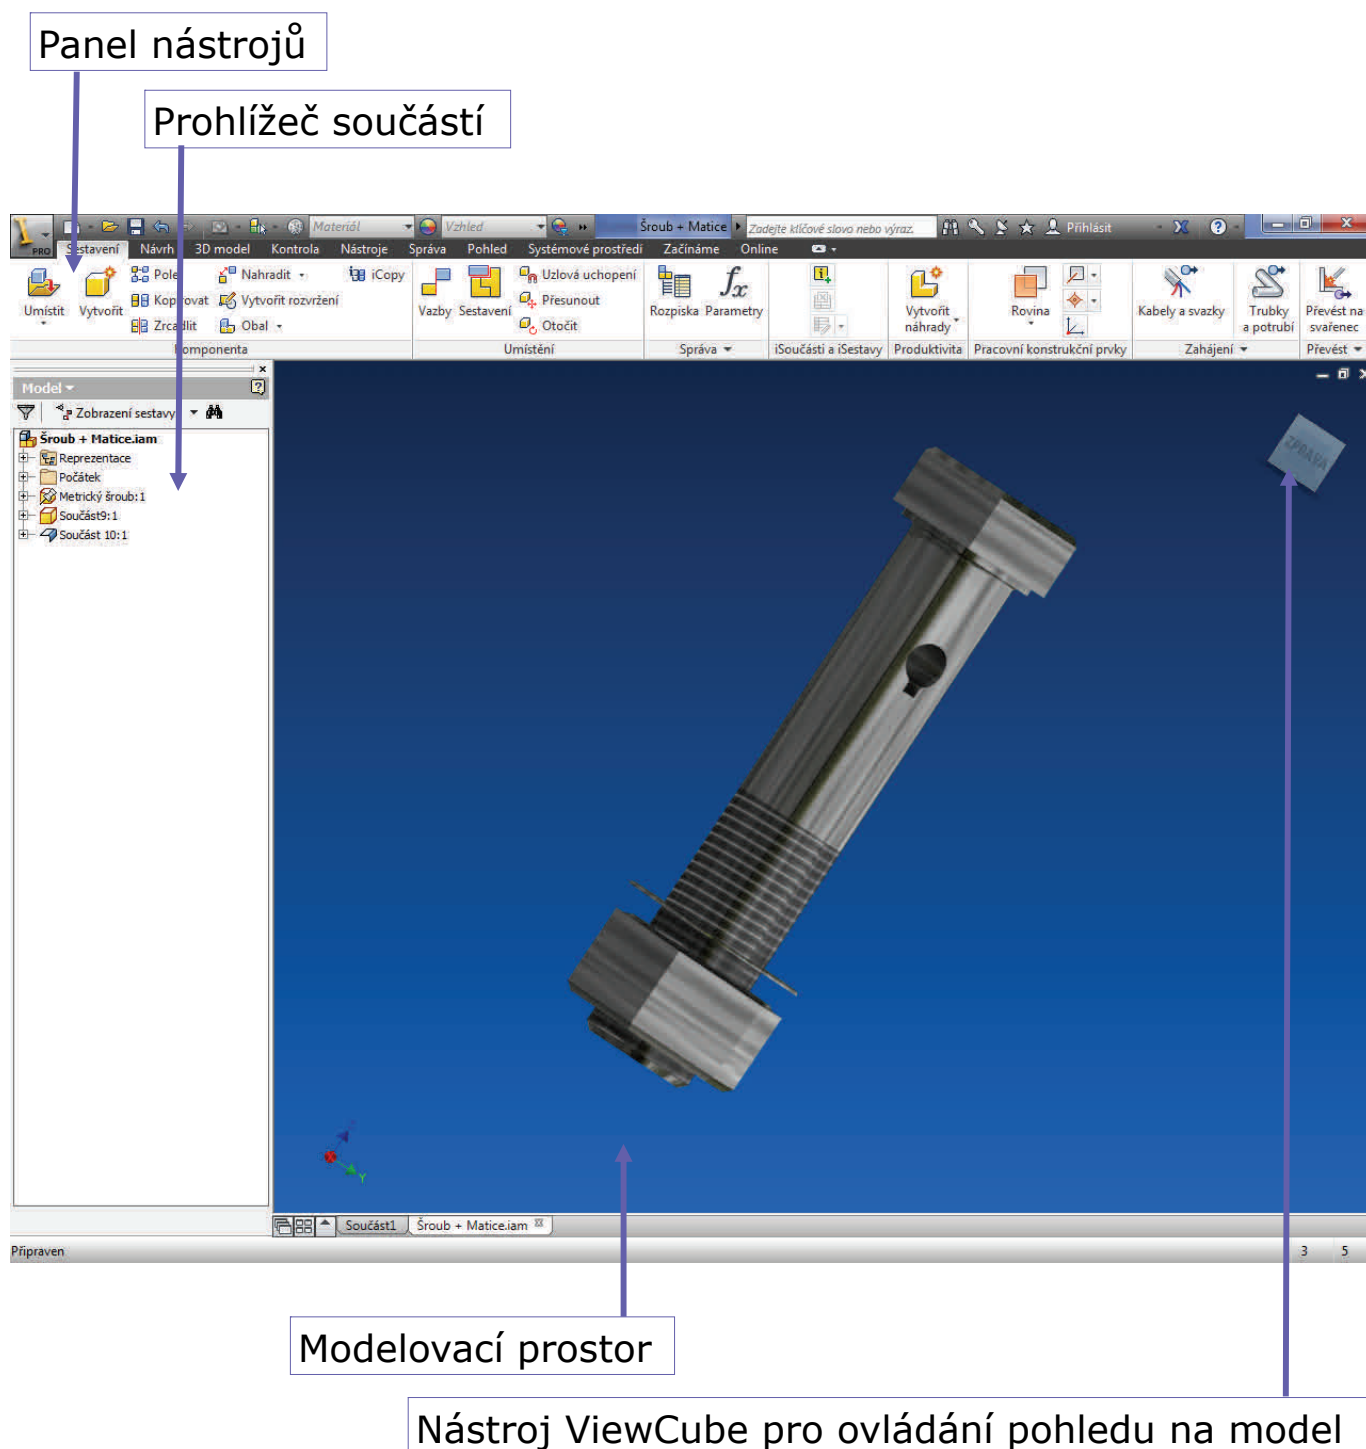 Panel nástrojů
Prohlížeč součástí
PRO
Materiál
Vzhled
Šroub + Matice
Zadejte klíčové slovo nebo výraz.
Přihlásit
Sestavení Návrh 3D model Kontrola Nástroje Správa Pohled Systémové prostředí Začínáme Online
Umístit
Vytvořit
Pole
Kopírovat
Zrcadlit
Nahradit
Vytvořit rozvržení
Obal
iCopy
Vazby
Sestavení
Uzlová uchopení
Přesunout
Otočit
Rozpiska
Parametry
Vytvořit
náhrady
Rovina
Kabely a svazky
Trubky
a potrubí
Převést na
svařenec
Komponenta Umístění Správa iSoučásti a iSestavy Produktivita Pracovní konstrukční prvky Zahájení Převést
Model
Zobrazení sestavy
Šroub + Matice.iam
Reprezentace
Počátek
Metrický šroub:1
Součást9:1
Součást 10:1
ZPRAVA
Y
Součást1
Šroub + Matice.iam
Připraven
3 5
Modelovací prostor
Nástroj ViewCube pro ovládání pohledu na model